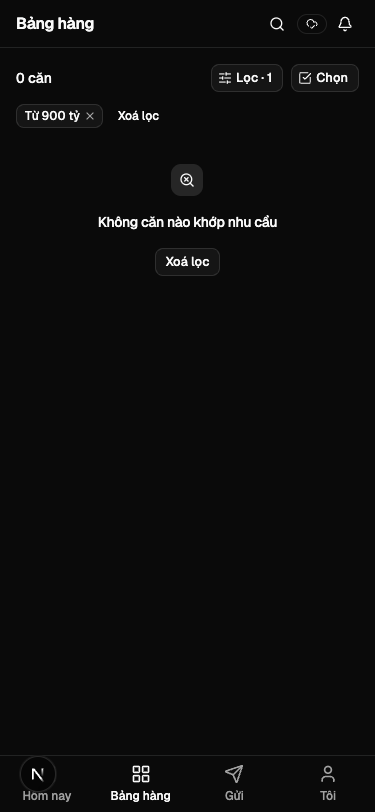 Bảng hàng
0 căn
Lọc · 1
Chọn
Từ 900 tỷ
Xoá lọc
Không căn nào khớp nhu cầu
Xoá lọc
N
Hôm nay
Bảng hàng
Gửi
Tôi